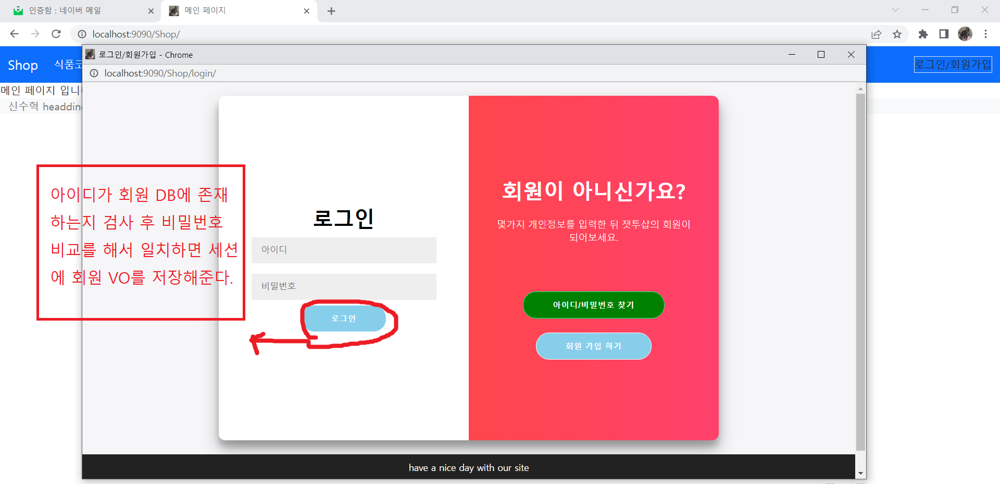 인증함 : 네이버 메일
메인 페이지
localhost:9090/Shop/
로그인/회원가입 - Chrome
localhost:9090/Shop/login/
Shop
로그인/회원가입
메인 페이지
신수혁
아이디가 회원 DB에 존재
하는지 검사 후 비밀번호
비교를 해서 일치하면 세션
에 회원 VO를 저장해준다.
로그인
아이디
비밀번호
로그인
회원이 아니신가요?
몇가지 개인정보를 입력한 뒤 잿투샵의 회원이
되어보세요.
아이디/비밀번호 찾기
회원 가입 하기
have a nice day with our site